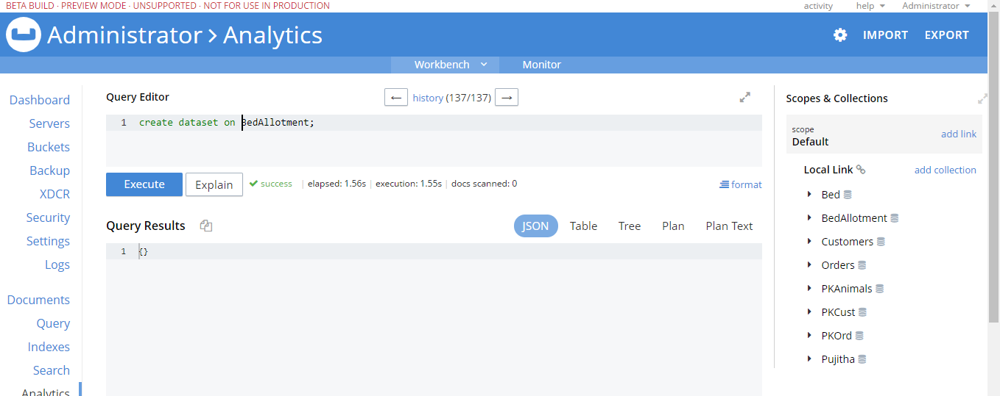 BETA BUILD · PREVIEW MODE · UNSUPPORTED · NOT FOR USE IN PRODUCTION
activity help Administrator
Administrator > Analytics
IMPORT EXPORT
Workbench Monitor
Dashboard
Servers
Buckets
Backup
XDCR
Security
Settings
Logs
Documents
Query
Indexes
Search
Analytics
Query Editor
← history (137/137) →
1 create dataset on BedAllotment;
Execute Explain success | elapsed: 1.56s | execution: 1.55s | docs scanned: 0
format
Query Results
JSON Table Tree Plan Plan Text
1 {}
Scopes & Collections
scope
Default
add link
Local Link add collection
Bed
BedAllotment
Customers
Orders
PKAnimals
PKCust
PKOrd
Pujitha